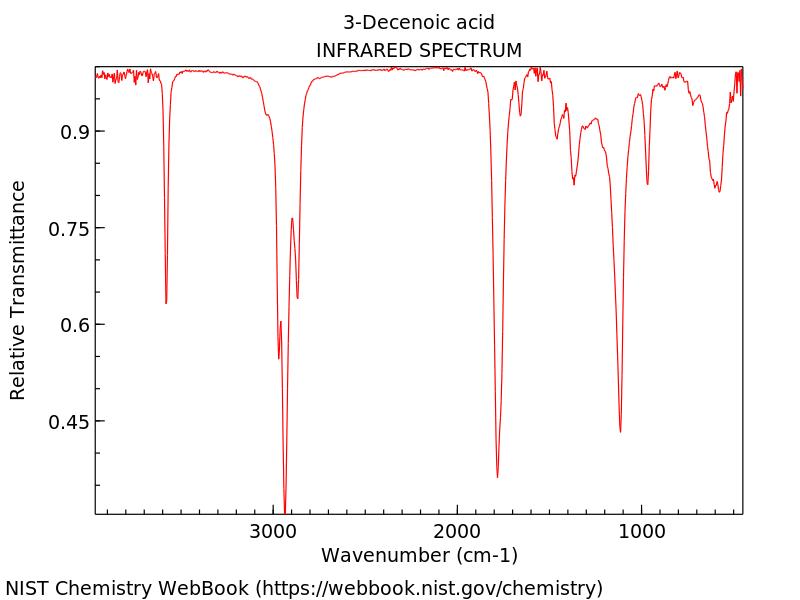 3-Decenoic acid
INFRARED SPECTRUM
Relative Transmittance
0.9
0.75
0.6
0.45
3000 2000 1000
Wavenumber (cm-1)
NIST Chemistry WebBook (https://webbook.nist.gov/chemistry)